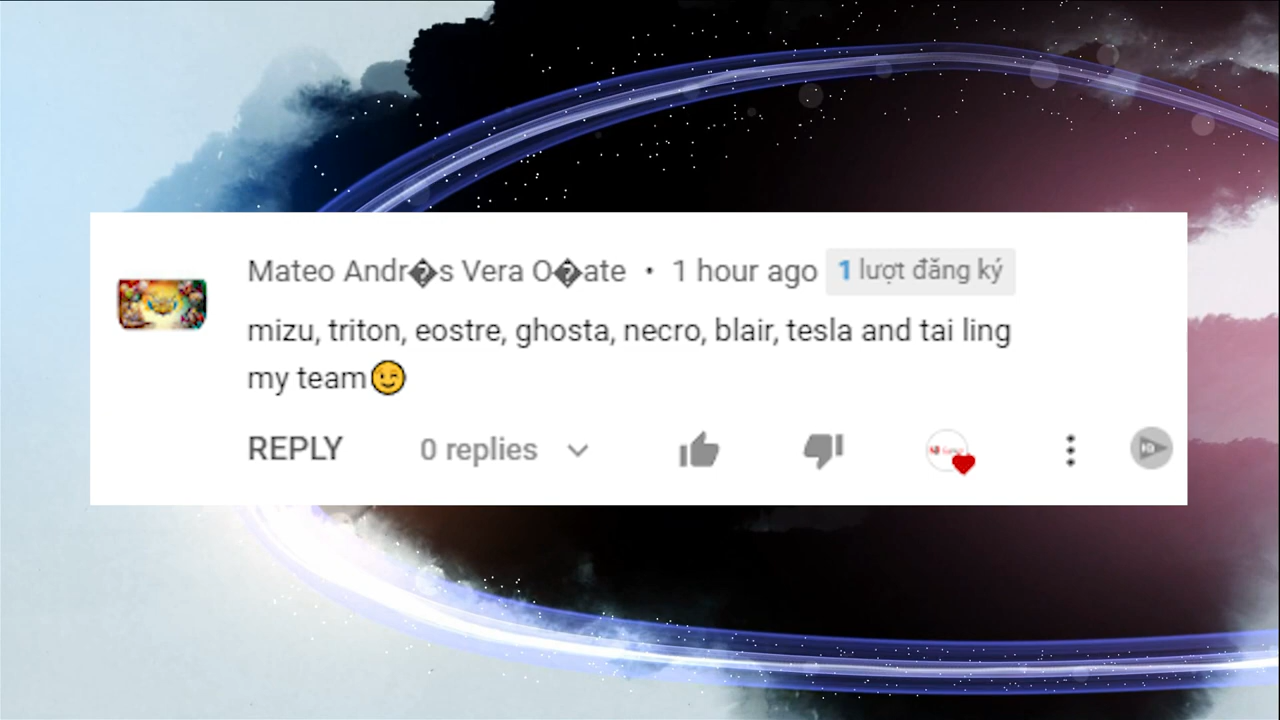 Mateo Andr�s Vera O�ate • 1 hour ago 1 lượt đăng ký
mizu, triton, eostre, ghosta, necro, blair, tesla and tai ling
my team😉
REPLY 0 replies